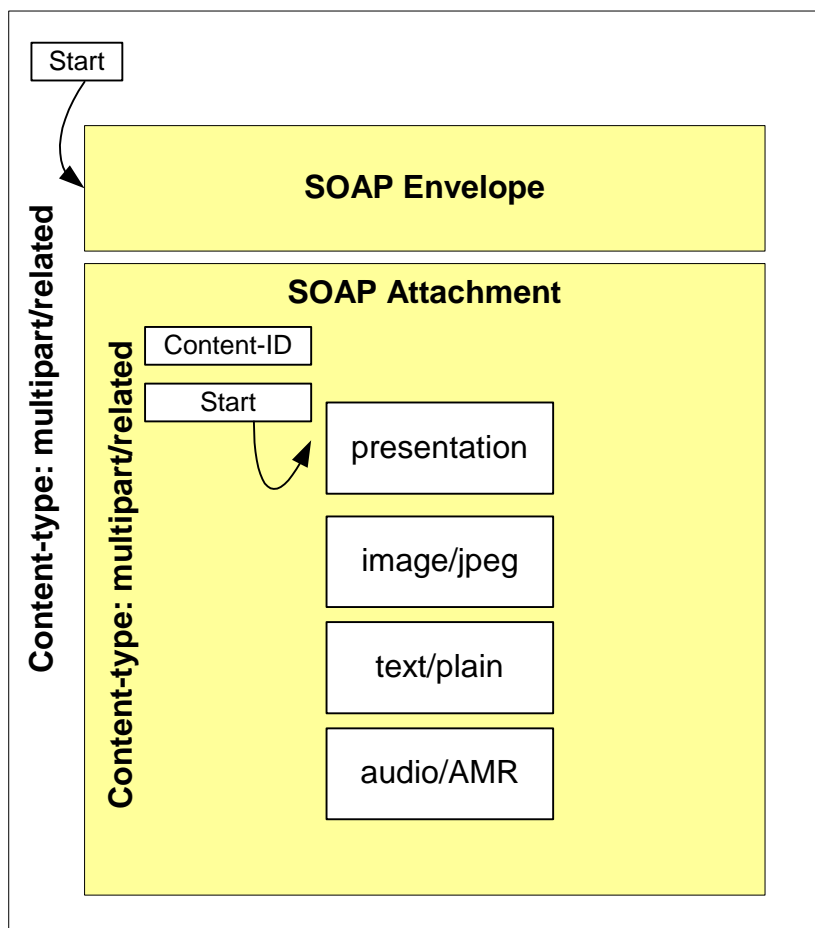 Start
SOAP Envelope
Content-type: multipart/related
SOAP Attachment
Content-type: multipart/related
Content-ID
Start
presentation
image/jpeg
text/plain
audio/AMR